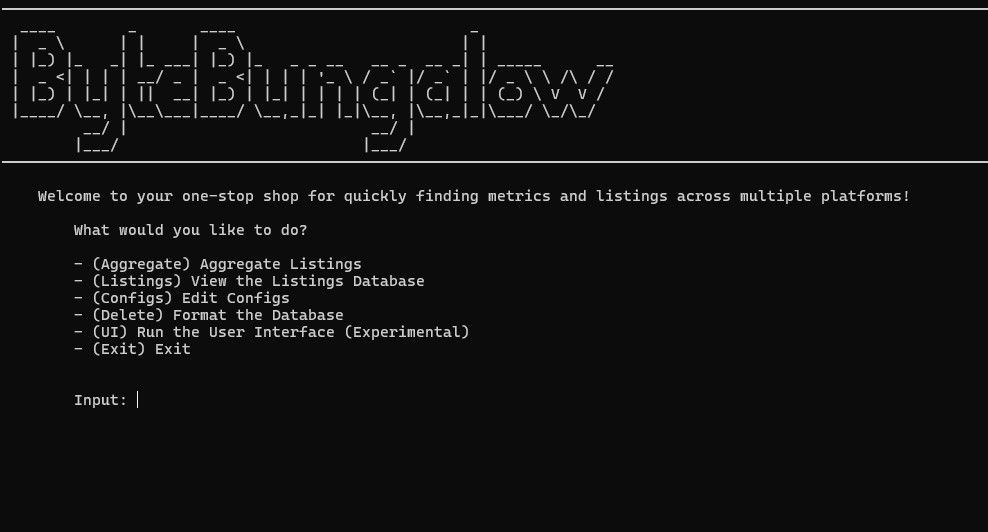 ByteBungalow
Welcome to your one-stop shop for quickly finding metrics and listings across multiple platforms!
What would you like to do?
- (Aggregate) Aggregate Listings
- (Listings) View the Listings Database
- (Configs) Edit Configs
- (Delete) Format the Database
- (UI) Run the User Interface (Experimental)
- (Exit) Exit
Input: